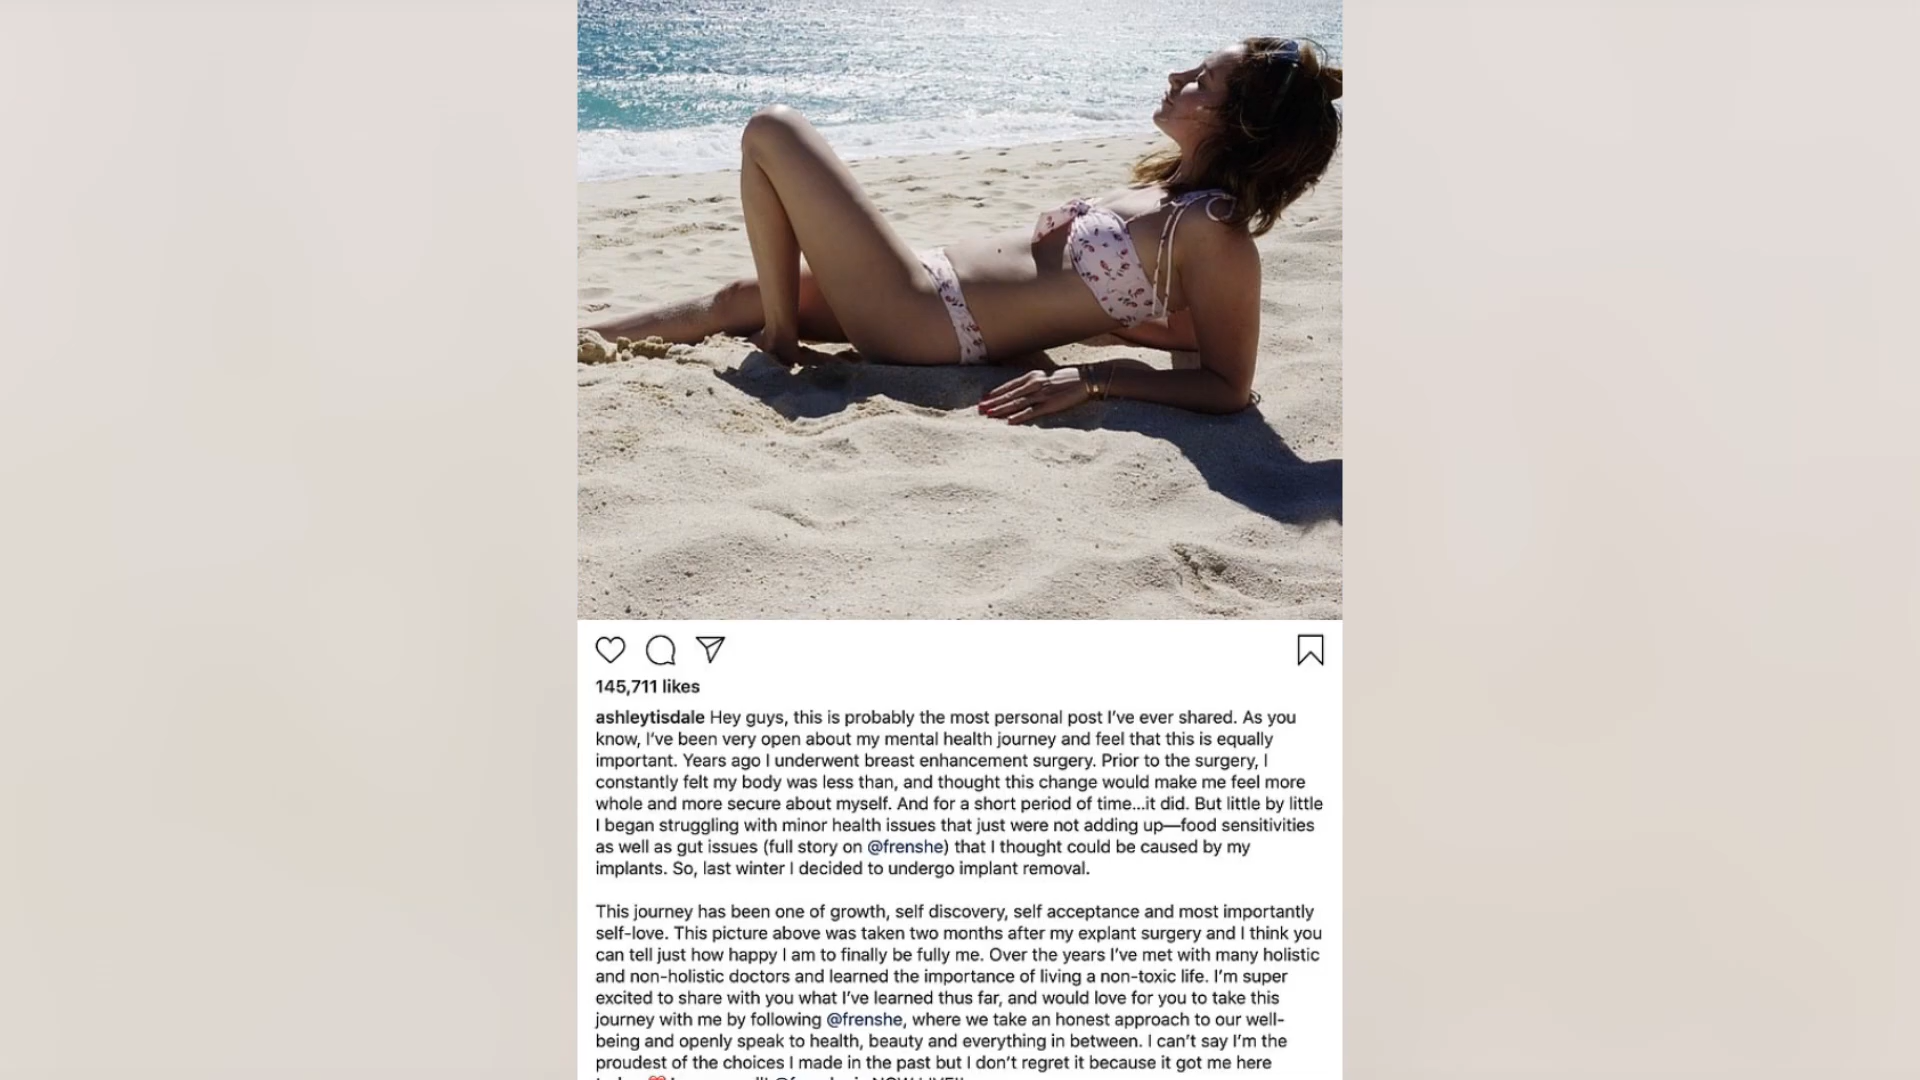 145,711 likes
ashleytisdale Hey guys, this is probably the most personal post I've ever shared. As you
know, I've been very open about my mental health journey and feel that this is equally
important. Years ago I underwent breast enhancement surgery. Prior to the surgery, I
constantly felt my body was less than, and thought this change would make me feel more
whole and more secure about myself. And for a short period of time...it did. But little by little
I began struggling with minor health issues that just were not adding up—food sensitivities
as well as gut issues (full story on @frenshe) that I thought could be caused by my
implants. So, last winter I decided to undergo implant removal.
This journey has been one of growth, self discovery, self acceptance and most importantly
self-love. This picture above was taken two months after my explant surgery and I think you
can tell just how happy I am to finally be fully me. Over the years I've met with many holistic
and non-holistic doctors and learned the importance of living a non-toxic life. I'm super
excited to share with you what I've learned thus far, and would love for you to take this
journey with me by following @frenshe, where we take an honest approach to our well-
being and openly speak to health, beauty and everything in between. I can't say I'm the
proudest of the choices I made in the past but I don't regret it because it got me here